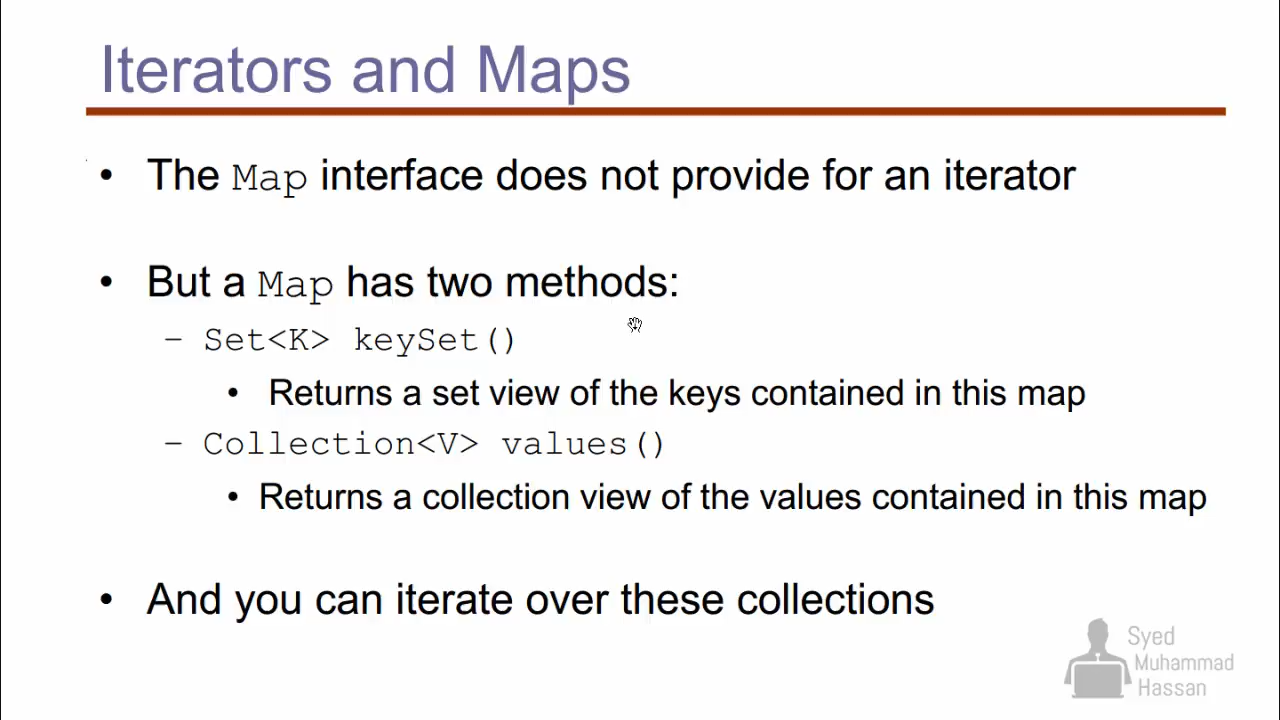 Iterators and Maps
• The Map interface does not provide for an iterator
• But a Map has two methods:
– Set<K> keySet()
• Returns a set view of the keys contained in this map
– Collection<V> values()
• Returns a collection view of the values contained in this map
• And you can iterate over these collections
Syed
Muhammad
Hassan